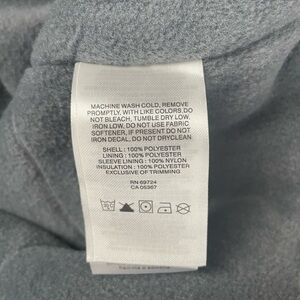 MACHINE WASH COLD, REMOVE
PROMPTLY, WITH LIKE COLORS, DO
NOT BLEACH, TUMBLE DRY LOW,
IRON LOW, DO NOT USE FABRIC
SOFTENER, IF PRESENT DO NOT
IRON DECAL, DO NOT DRYCLEAN.
SHELL : 100% POLYESTER
LINING : 100% POLYESTER
SLEEVE LINING : 100% NYLON
INSULATION : 100% POLYESTER
EXCLUSIVE OF TRIMMING
RN 69724
CA 05367